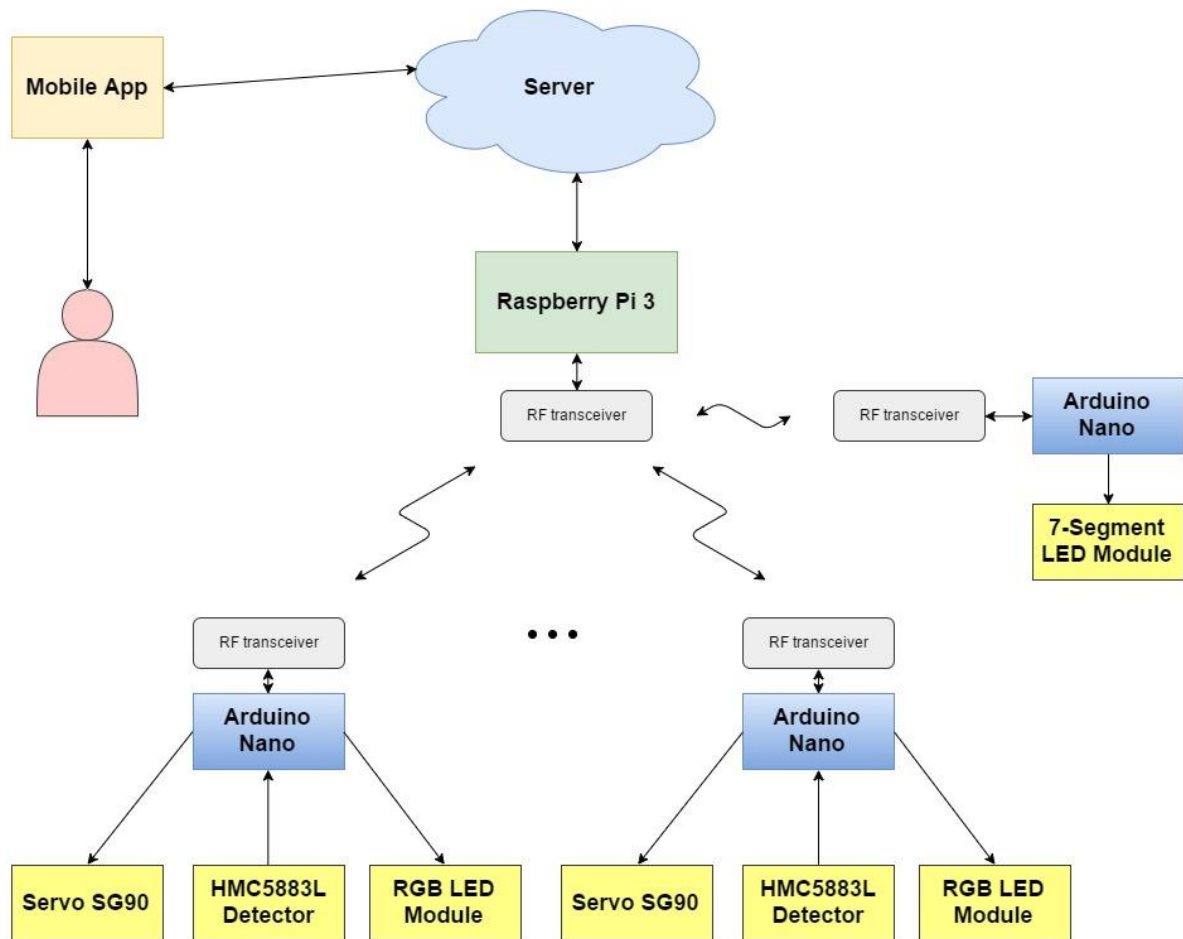 Mobile App
Server
Raspberry Pi 3
RF transceiver
RF transceiver
Arduino
Nano
7-Segment
LED Module
RF transceiver
RF transceiver
Arduino
Nano
Arduino
Nano
Servo SG90
HMC5883L
Detector
RGB LED
Module
Servo SG90
HMC5883L
Detector
RGB LED
Module